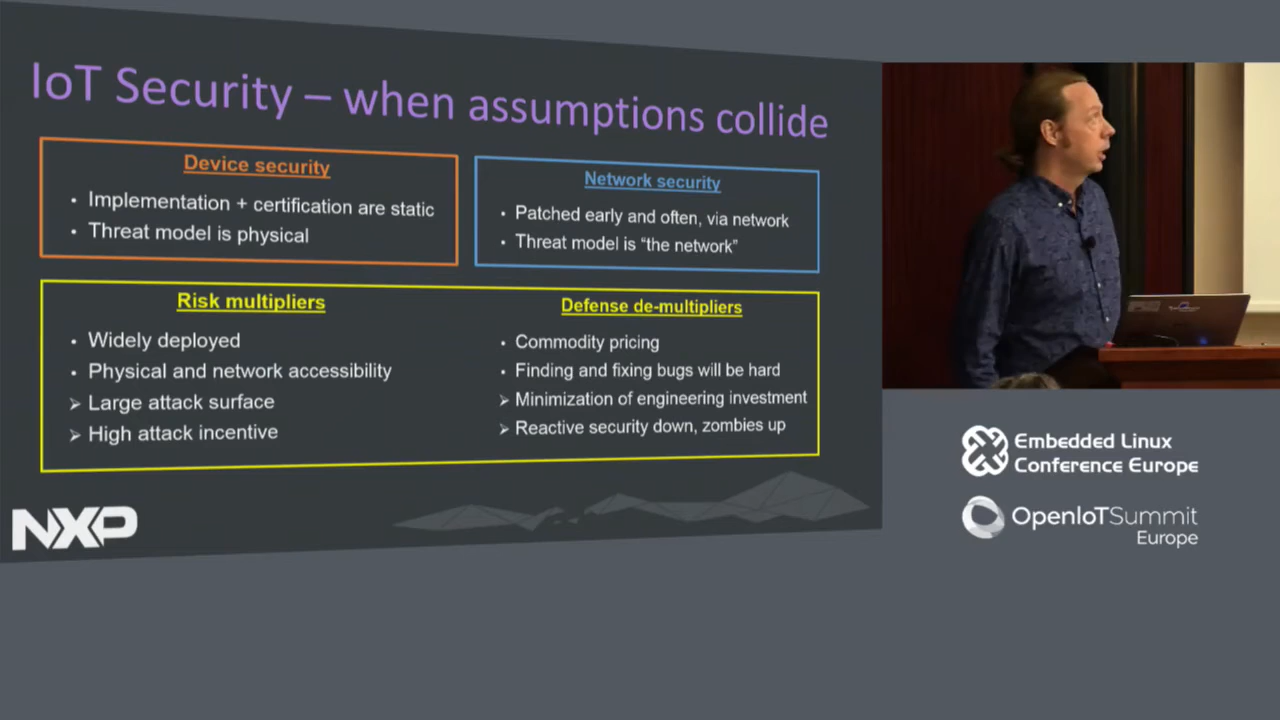 IoT Security – when assumptions collide
Device security
• Implementation + certification are static
• Threat model is physical
Network security
• Patched early and often, via network
• Threat model is “the network”
Risk multipliers
• Widely deployed
• Physical and network accessibility
➢ Large attack surface
➢ High attack incentive
Defense de-multipliers
• Commodity pricing
• Finding and fixing bugs will be hard
➢ Minimization of engineering investment
➢ Reactive security down, zombies up
NXP
Embedded Linux
Conference Europe
OpenIoTSummit
Europe